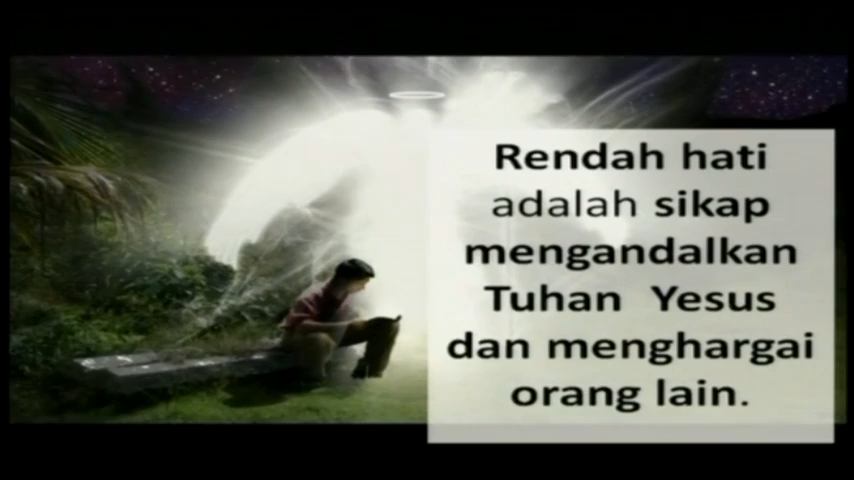 Rendah hati
adalah sikap
mengandalkan
Tuhan Yesus
dan menghargai
orang lain.